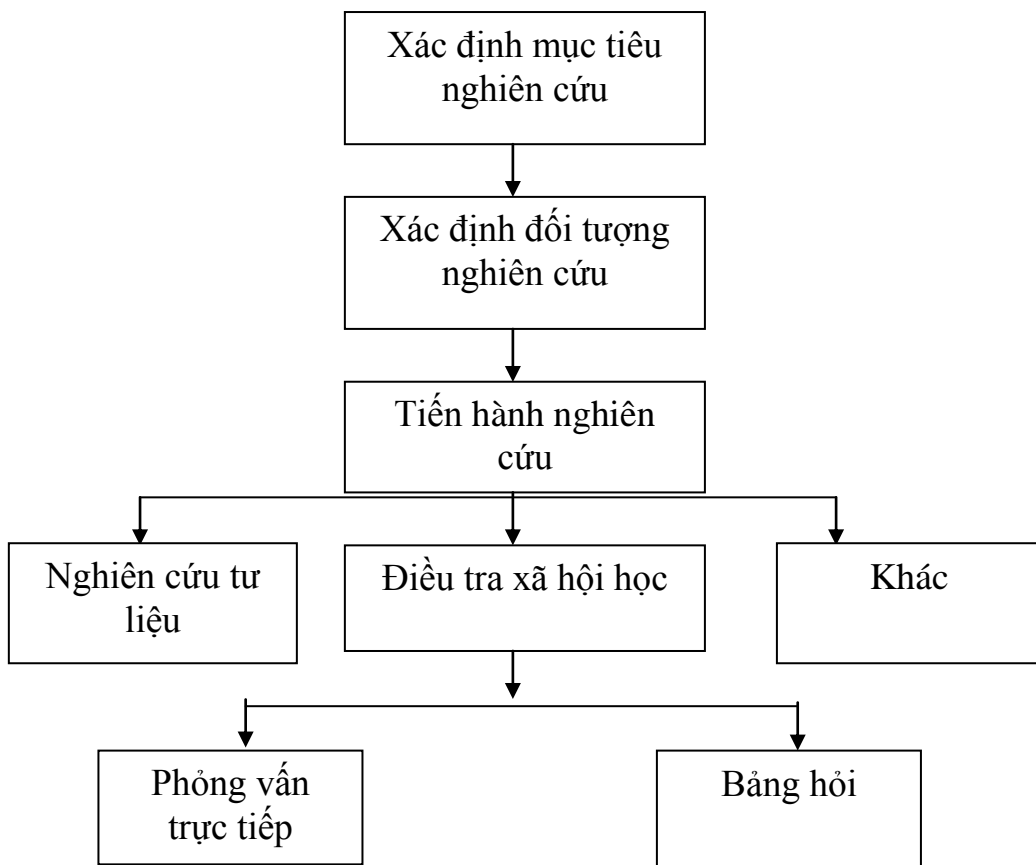 Xác định mục tiêu
nghiên cứu
Xác định đối tượng
nghiên cứu
Tiến hành nghiên
cứu
Nghiên cứu tư
liệu
Điều tra xã hội học
Khác
Phỏng vấn
trực tiếp
Bảng hỏi